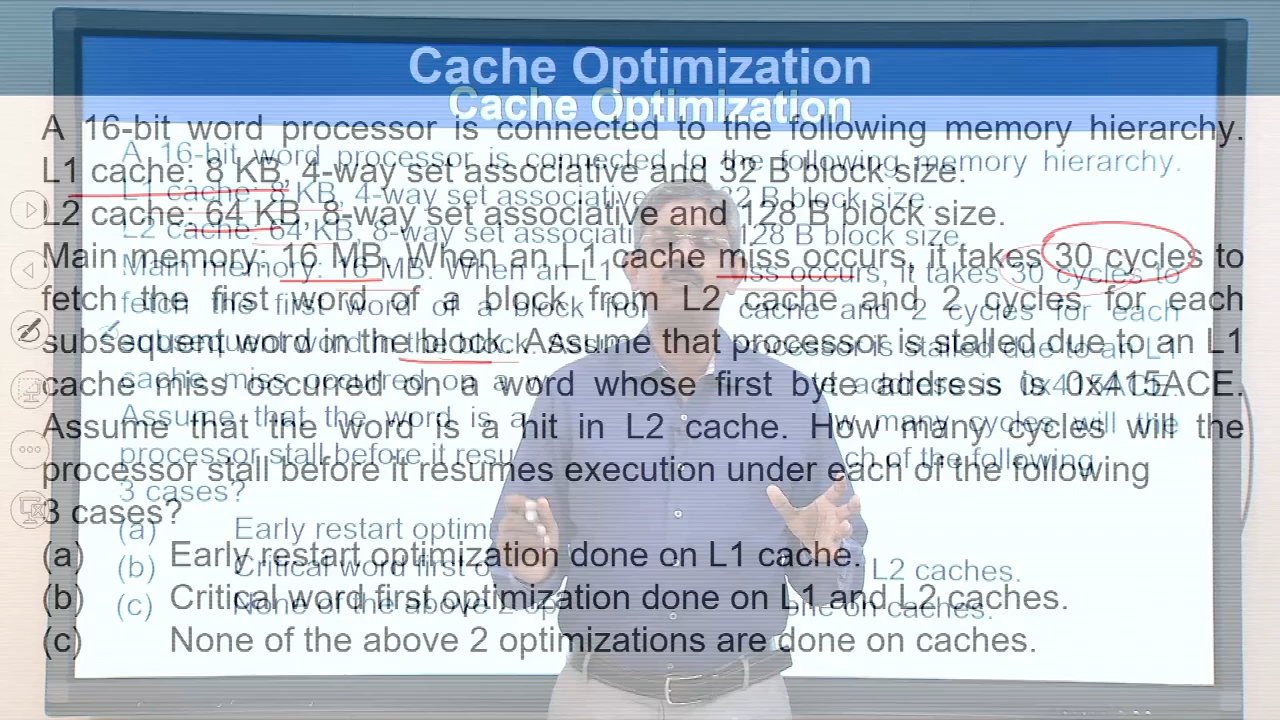 Cache Optimization
Cache Optimization
A 16-bit word processor is connected to the following memory hierarchy.
L1 cache: 8 KB, 4-way set associative and 32 B block size.
L2 cache: 64 KB, 8-way set associative and 128 B block size.
Main memory: 16 MB. When an L1 cache miss occurs, it takes 30 cycles to
fetch the first word of a block from L2 cache and 2 cycles for each
subsequent word in the block. Assume that processor is stalled due to an L1
cache miss occurred on a word whose first byte address is 0xA15ACE.
Assume that the word is a hit in L2 cache. How many cycles will the
processor stall before it resumes execution under each of the following
3 cases?
(a) Early restart optimization done on L1 cache.
(b) Critical word first optimization done on L1 and L2 caches.
(c) None of the above 2 optimizations are done on caches.